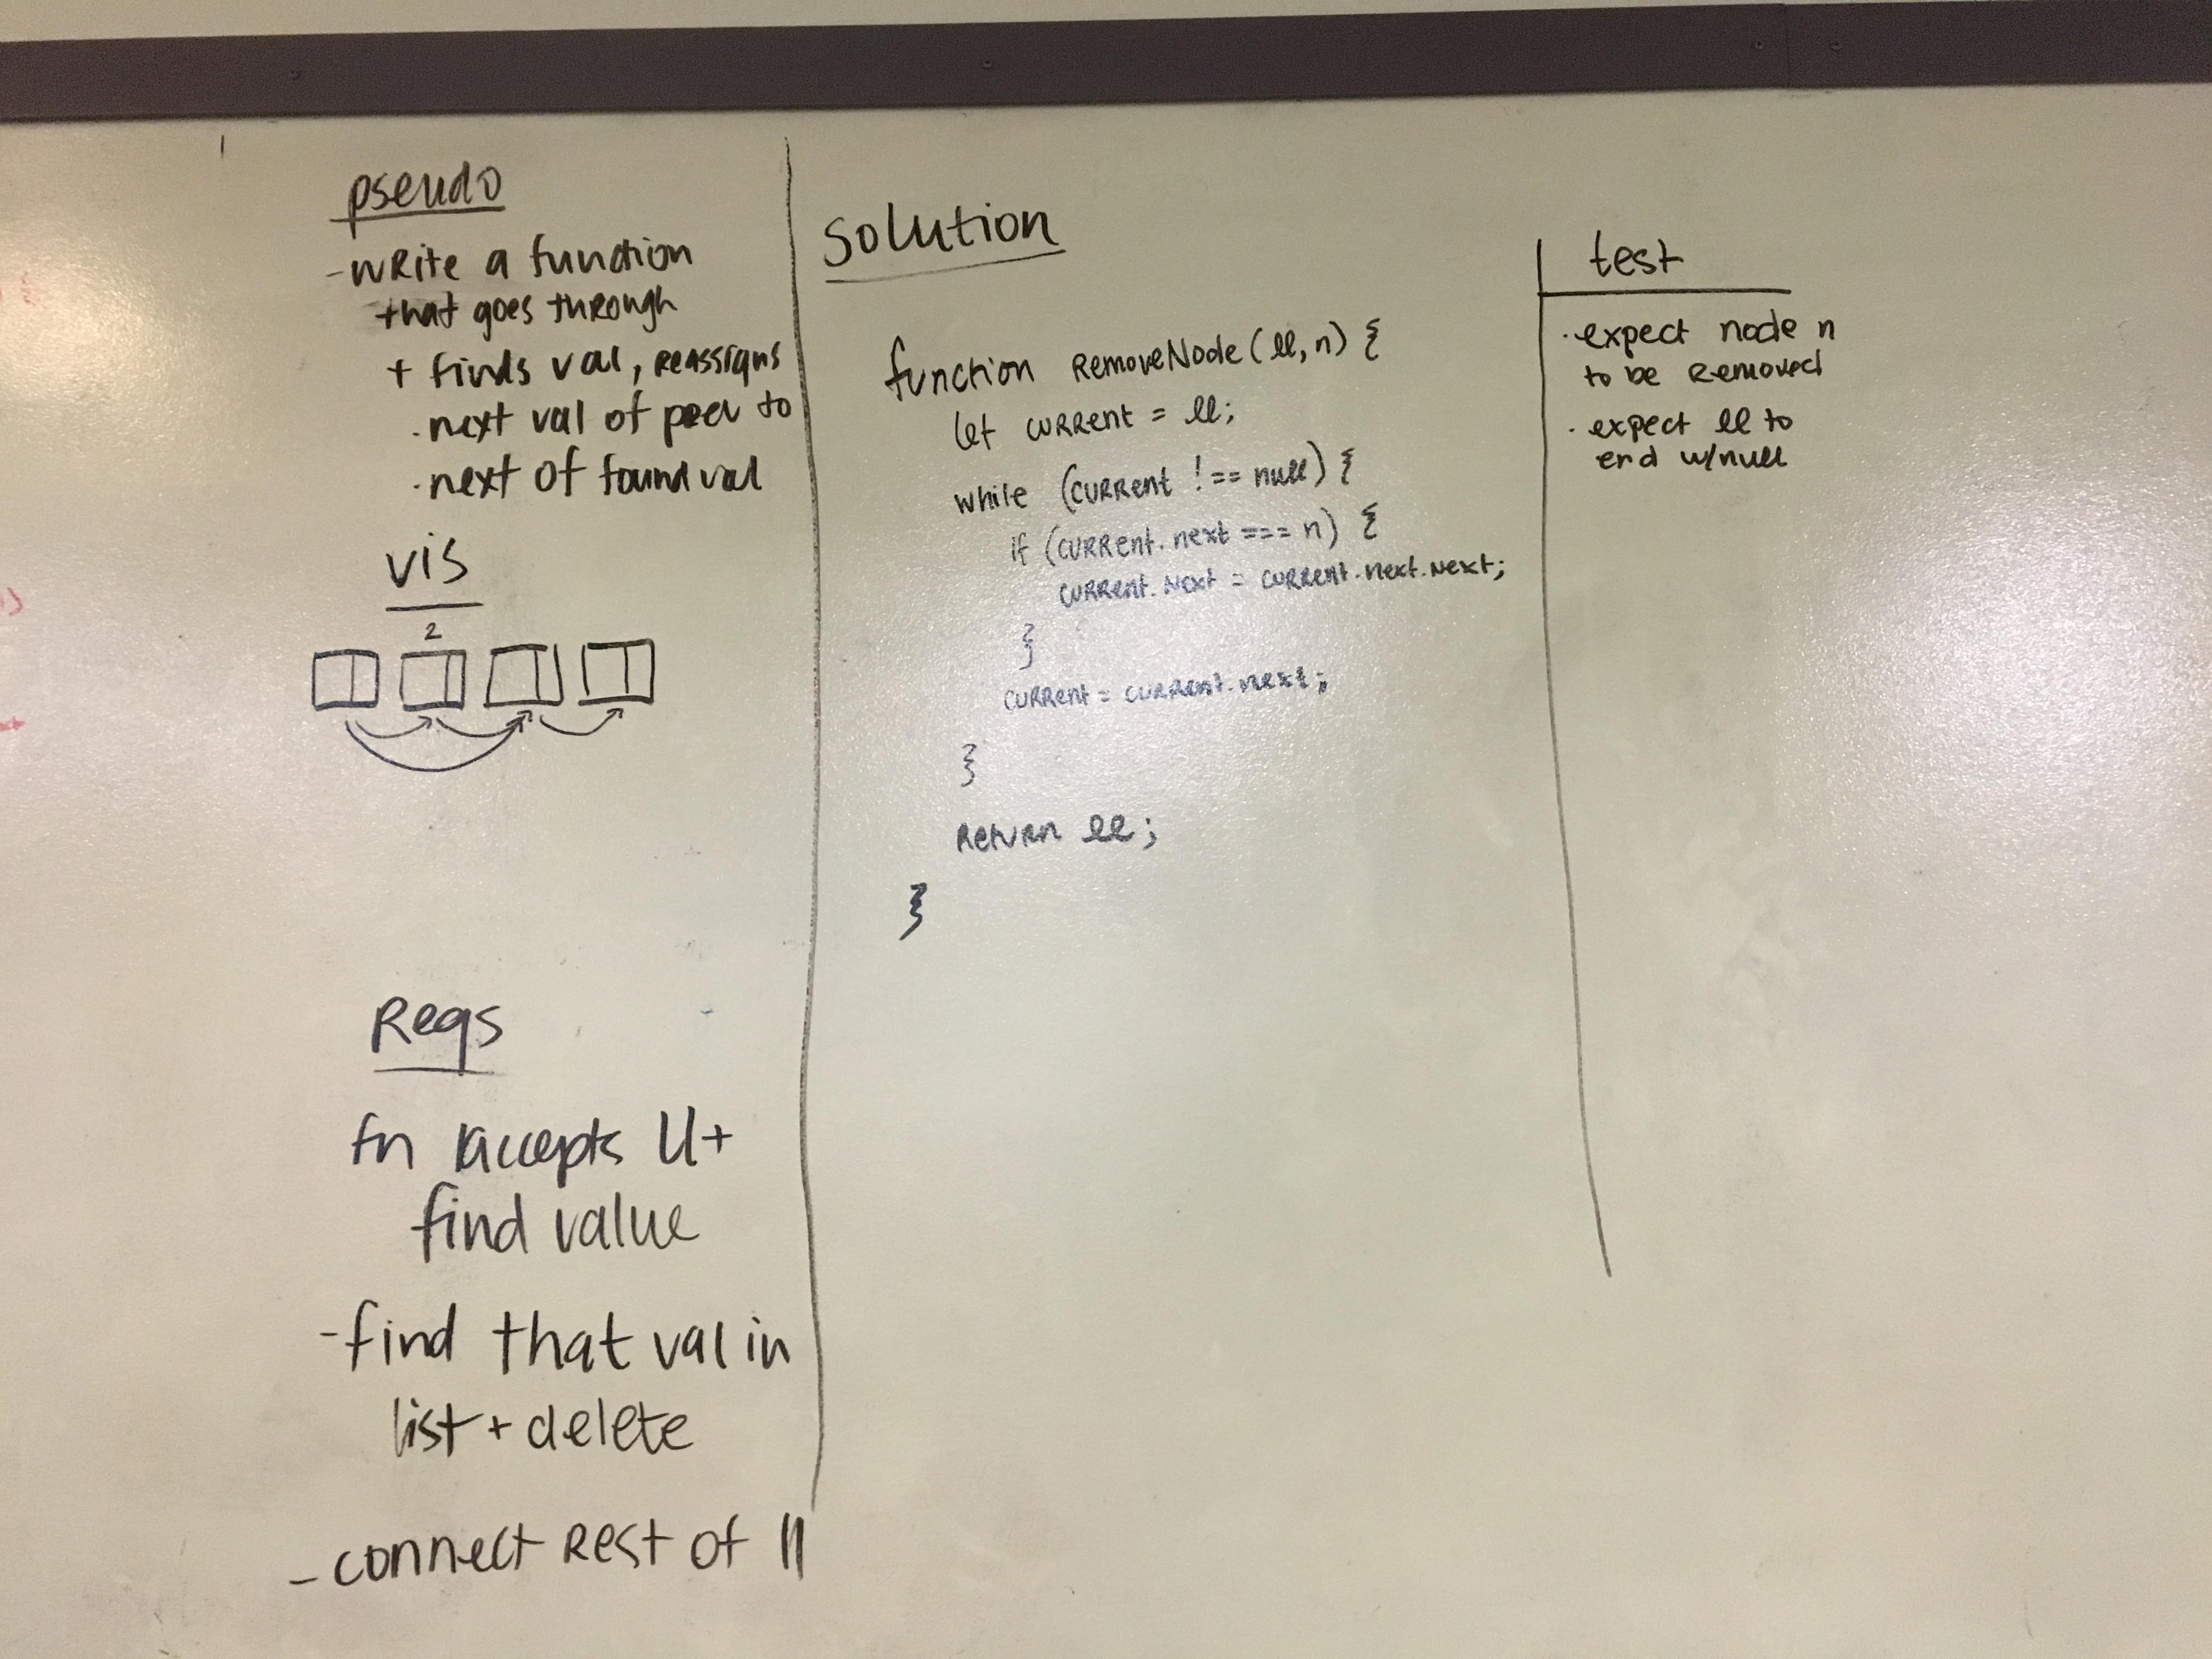 pseudo
- write a function
that goes through
+ finds val, reassigns
· next val of prev to
· next of found val
vis
2
Reqs
fn accepts ll +
find value
- find that val in
list + delete
- connect Rest of ll
Solution
function RemoveNode(ll, n) {
let current = ll;
while (current !== null) {
if (current.next === n) {
current.next = current.next.next;
}
current = current.next;
}
return ll;
}
test
· expect node n
to be removed
· expect ll to
end w/null